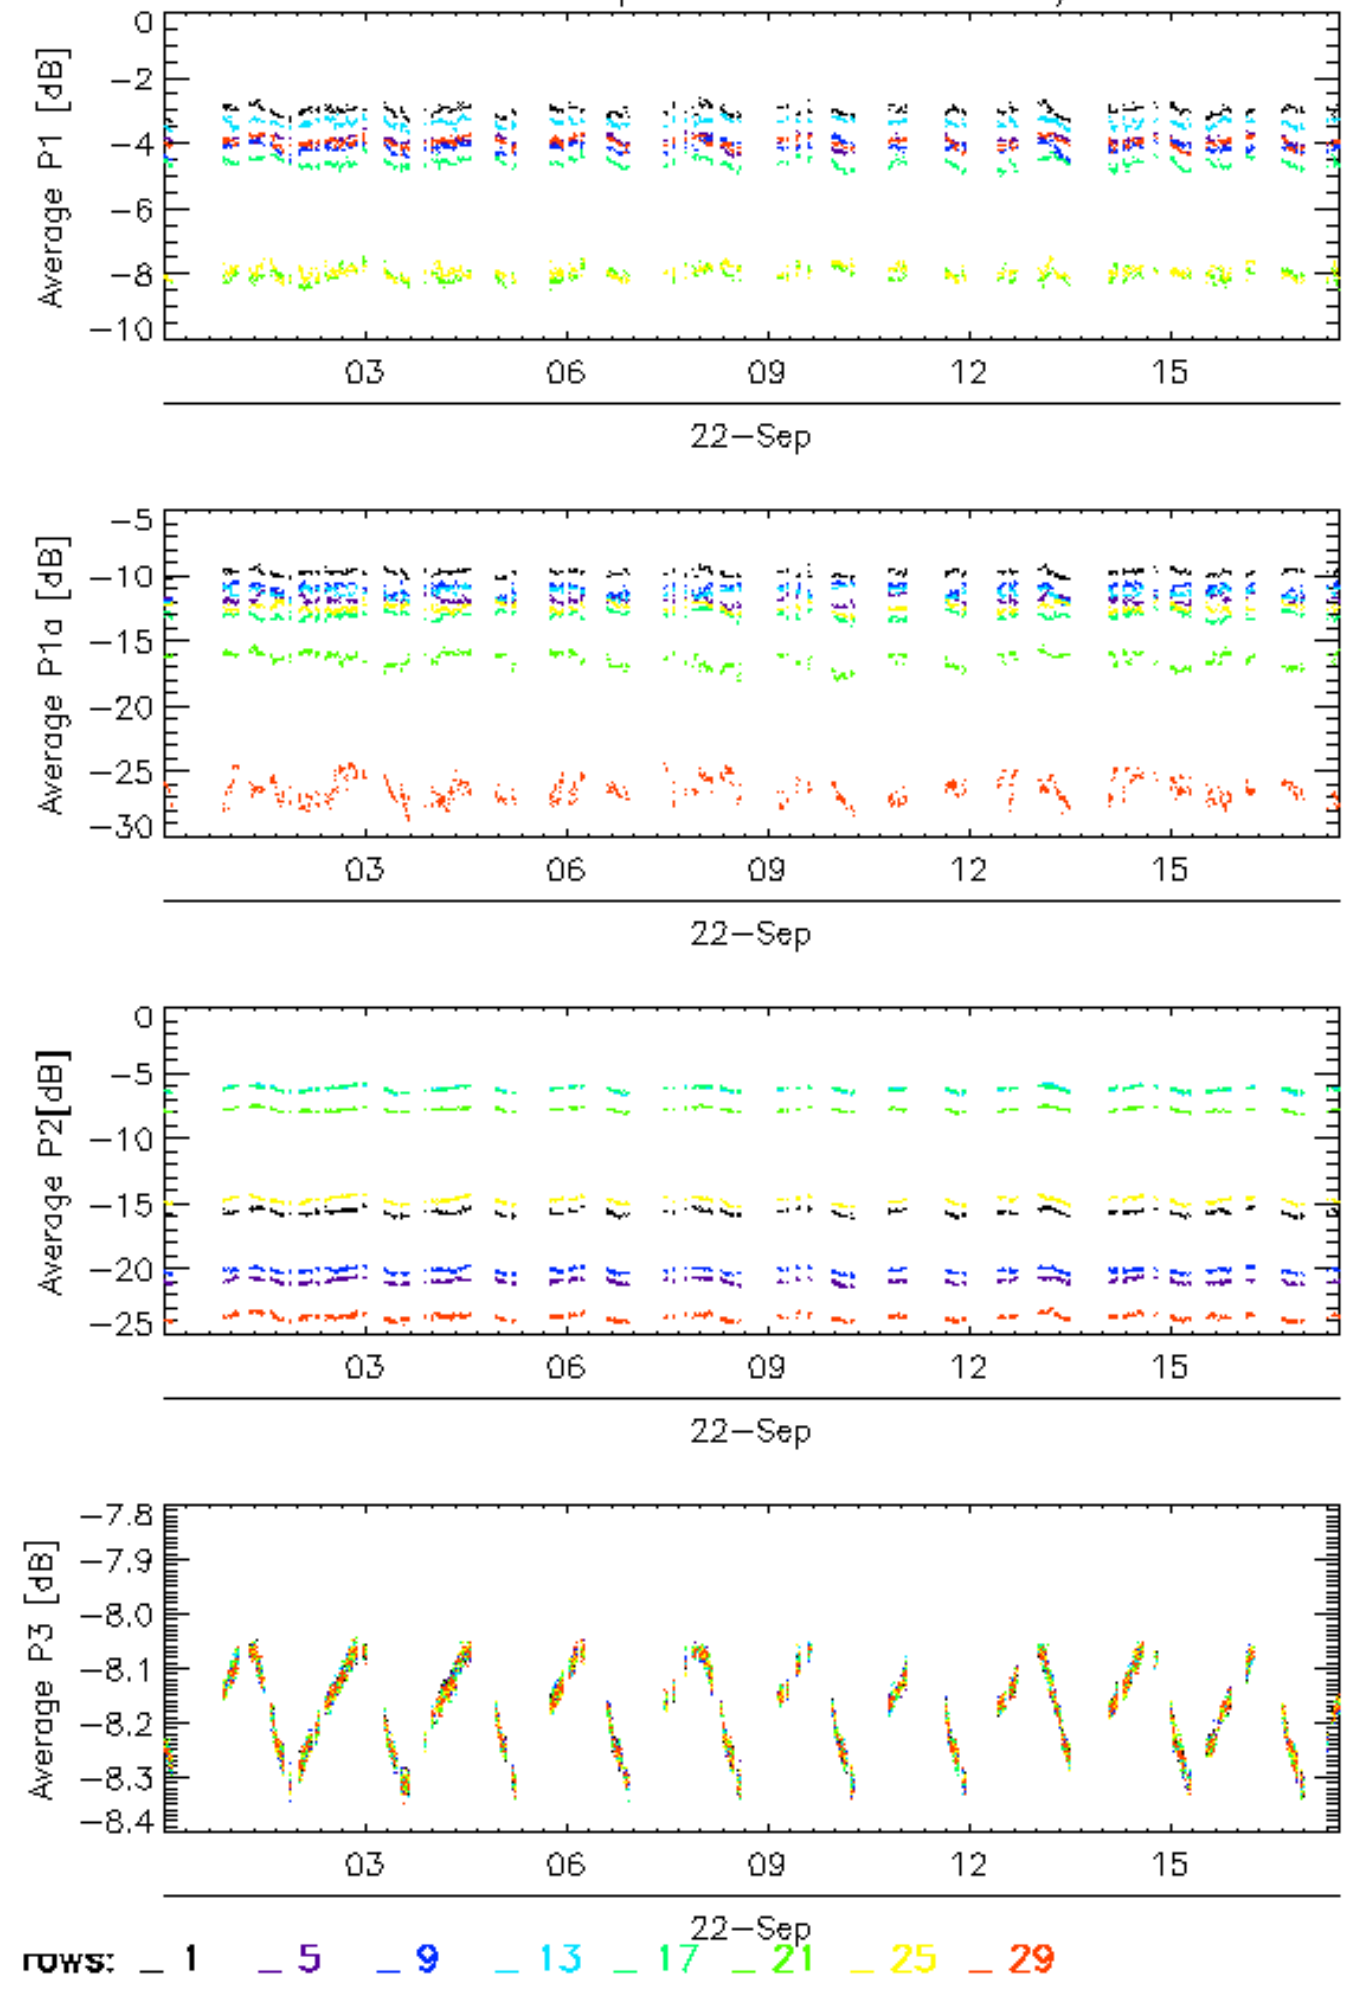 0
−2
−4
−6
−8
−10
Average P1 [dB]
03 06 09 12 15
22−Sep
−5
−10
−15
−20
−25
−30
Average P1a [dB]
03 06 09 12 15
22−Sep
0
−5
−10
−15
−20
−25
Average P2[dB]
03 06 09 12 15
22−Sep
−7.8
−7.9
−8.0
−8.1
−8.2
−8.3
−8.4
Average P3 [dB]
03 06 09 12 15
22−Sep
rows: _ 1 _ 5 _ 9 _ 13 _ 17 _ 21 _ 25 _ 29